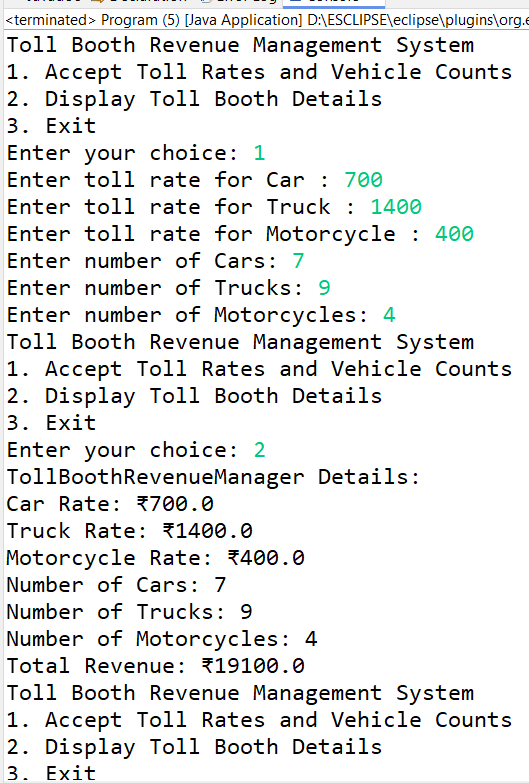 <terminated> Program (5) [Java Application] D:\ESCLIPSE\eclipse\plugins\org.e
Toll Booth Revenue Management System
1. Accept Toll Rates and Vehicle Counts
2. Display Toll Booth Details
3. Exit
Enter your choice: 1
Enter toll rate for Car : 700
Enter toll rate for Truck : 1400
Enter toll rate for Motorcycle : 400
Enter number of Cars: 7
Enter number of Trucks: 9
Enter number of Motorcycles: 4
Toll Booth Revenue Management System
1. Accept Toll Rates and Vehicle Counts
2. Display Toll Booth Details
3. Exit
Enter your choice: 2
TollBoothRevenueManager Details:
Car Rate: ₹700.0
Truck Rate: ₹1400.0
Motorcycle Rate: ₹400.0
Number of Cars: 7
Number of Trucks: 9
Number of Motorcycles: 4
Total Revenue: ₹19100.0
Toll Booth Revenue Management System
1. Accept Toll Rates and Vehicle Counts
2. Display Toll Booth Details
3. Exit